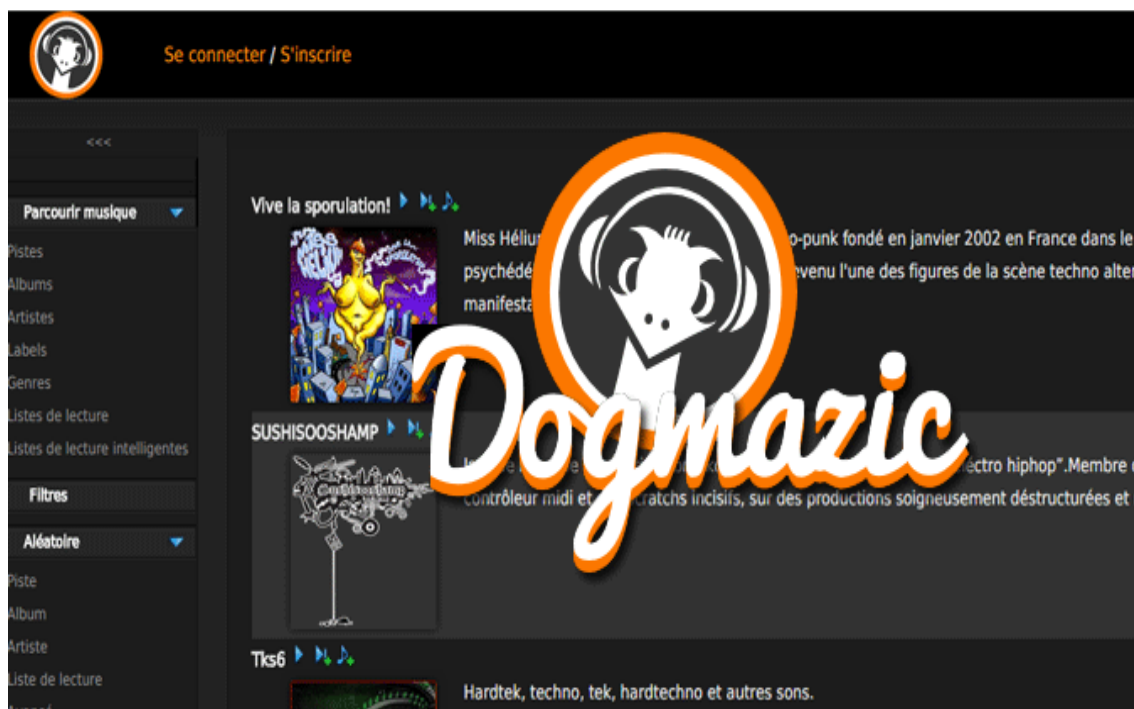 Se connecter / S'inscrire
<<<
Parcourir musique
Pistes
Albums
Artistes
Labels
Genres
Listes de lecture
Listes de lecture intelligentes
Filtres
Aléatoire
Piste
Album
Artiste
Liste de lecture
Vive la sporulation!
Miss Hélium o-punk fondé en janvier 2002 en France dans le
psychédé evenu l'une des figures de la scène techno alter
manifesta
SUSHISOOSHAMP
électro hiphop".Membre
contrôleur midi et scratchs incisifs, sur des productions soigneusement déstructurées et
Tks6
Hardtek, techno, tek, hardtechno et autres sons.
Dogmazic